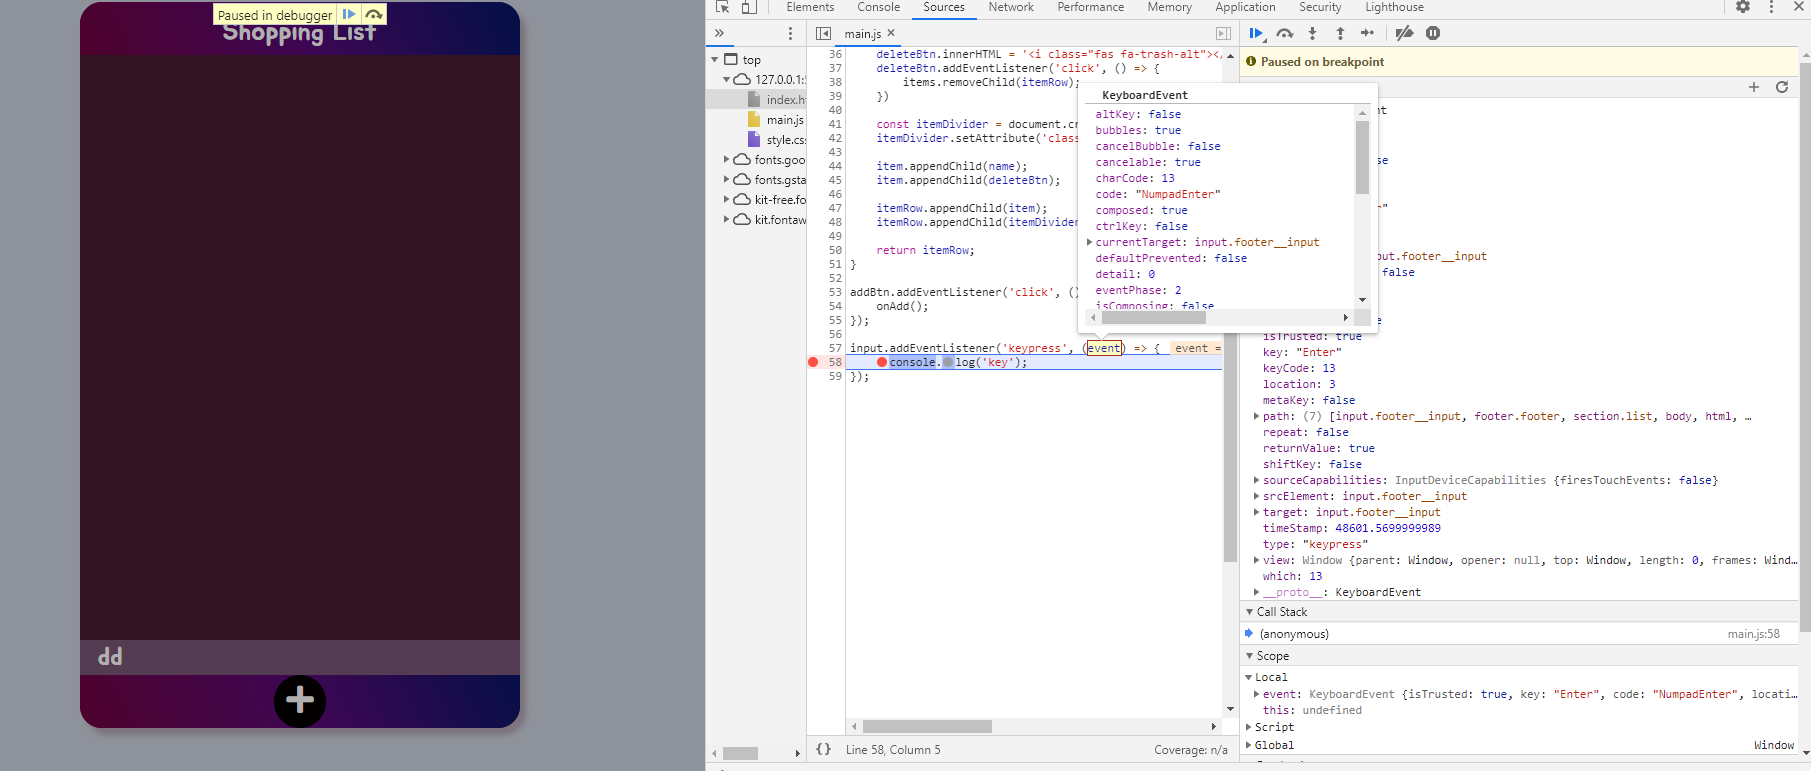 Paused in debugger
Shopping List
dd
Elements Console Sources Network Performance Memory Application Security Lighthouse
» main.js ×
top
127.0.0.1:
index.h
main.js
style.cs
fonts.goo
fonts.gsta
kit-free.fo
kit.fontaw
36 deleteBtn.innerHTML = '<i class="fas fa-trash-alt"></
37 deleteBtn.addEventListener('click', () => {
38 items.removeChild(itemRow);
39 })
40
41 const itemDivider = document.cr
42 itemDivider.setAttribute('clas
43
44 item.appendChild(name);
45 item.appendChild(deleteBtn);
46
47 itemRow.appendChild(item);
48 itemRow.appendChild(itemDivider
49
50 return itemRow;
51 }
52
53 addBtn.addEventListener('click', ()
54 onAdd();
55 });
56
57 input.addEventListener('keypress', (event) => { event =
58 console.log('key');
59 });
KeyboardEvent
altKey: false
bubbles: true
cancelBubble: false
cancelable: true
charCode: 13
code: "NumpadEnter"
composed: true
ctrlKey: false
currentTarget: input.footer__input
defaultPrevented: false
detail: 0
eventPhase: 2
isComposing: false
{} Line 58, Column 5 Coverage: n/a
Paused on breakpoint
nt
e
r"
out.footer__input
false
e
isTrusted: true
key: "Enter"
keyCode: 13
location: 3
metaKey: false
path: (7) [input.footer__input, footer.footer, section.list, body, html, …
repeat: false
returnValue: true
shiftKey: false
sourceCapabilities: InputDeviceCapabilities {firesTouchEvents: false}
srcElement: input.footer__input
target: input.footer__input
timeStamp: 48601.5699999989
type: "keypress"
view: Window {parent: Window, opener: null, top: Window, length: 0, frames: Wind…
which: 13
__proto__: KeyboardEvent
Call Stack
(anonymous) main.js:58
Scope
Local
event: KeyboardEvent {isTrusted: true, key: "Enter", code: "NumpadEnter", locati…
this: undefined
Script
Global Window